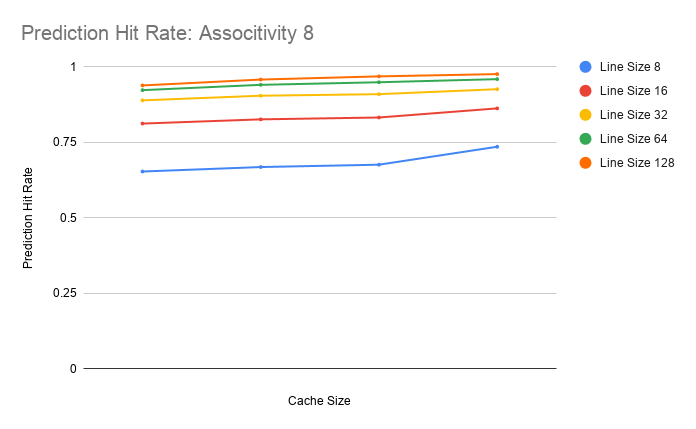 Prediction Hit Rate: Associtivity 8
1
0.75
0.5
0.25
0
Prediction Hit Rate
Cache Size
Line Size 8
Line Size 16
Line Size 32
Line Size 64
Line Size 128